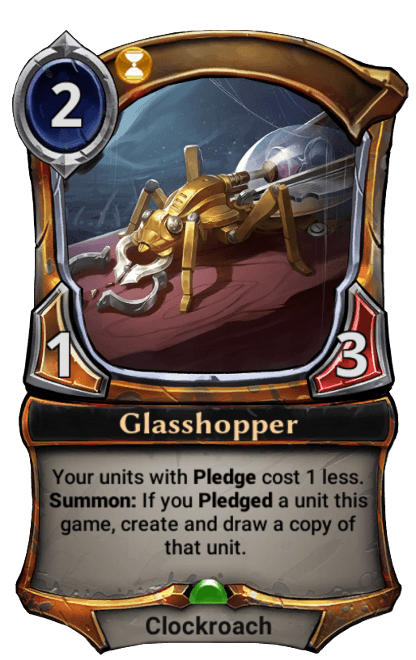 2
1
3
Glasshopper
Your units with Pledge cost 1 less.
Summon: If you Pledged a unit this
game, create and draw a copy of
that unit.
Clockroach